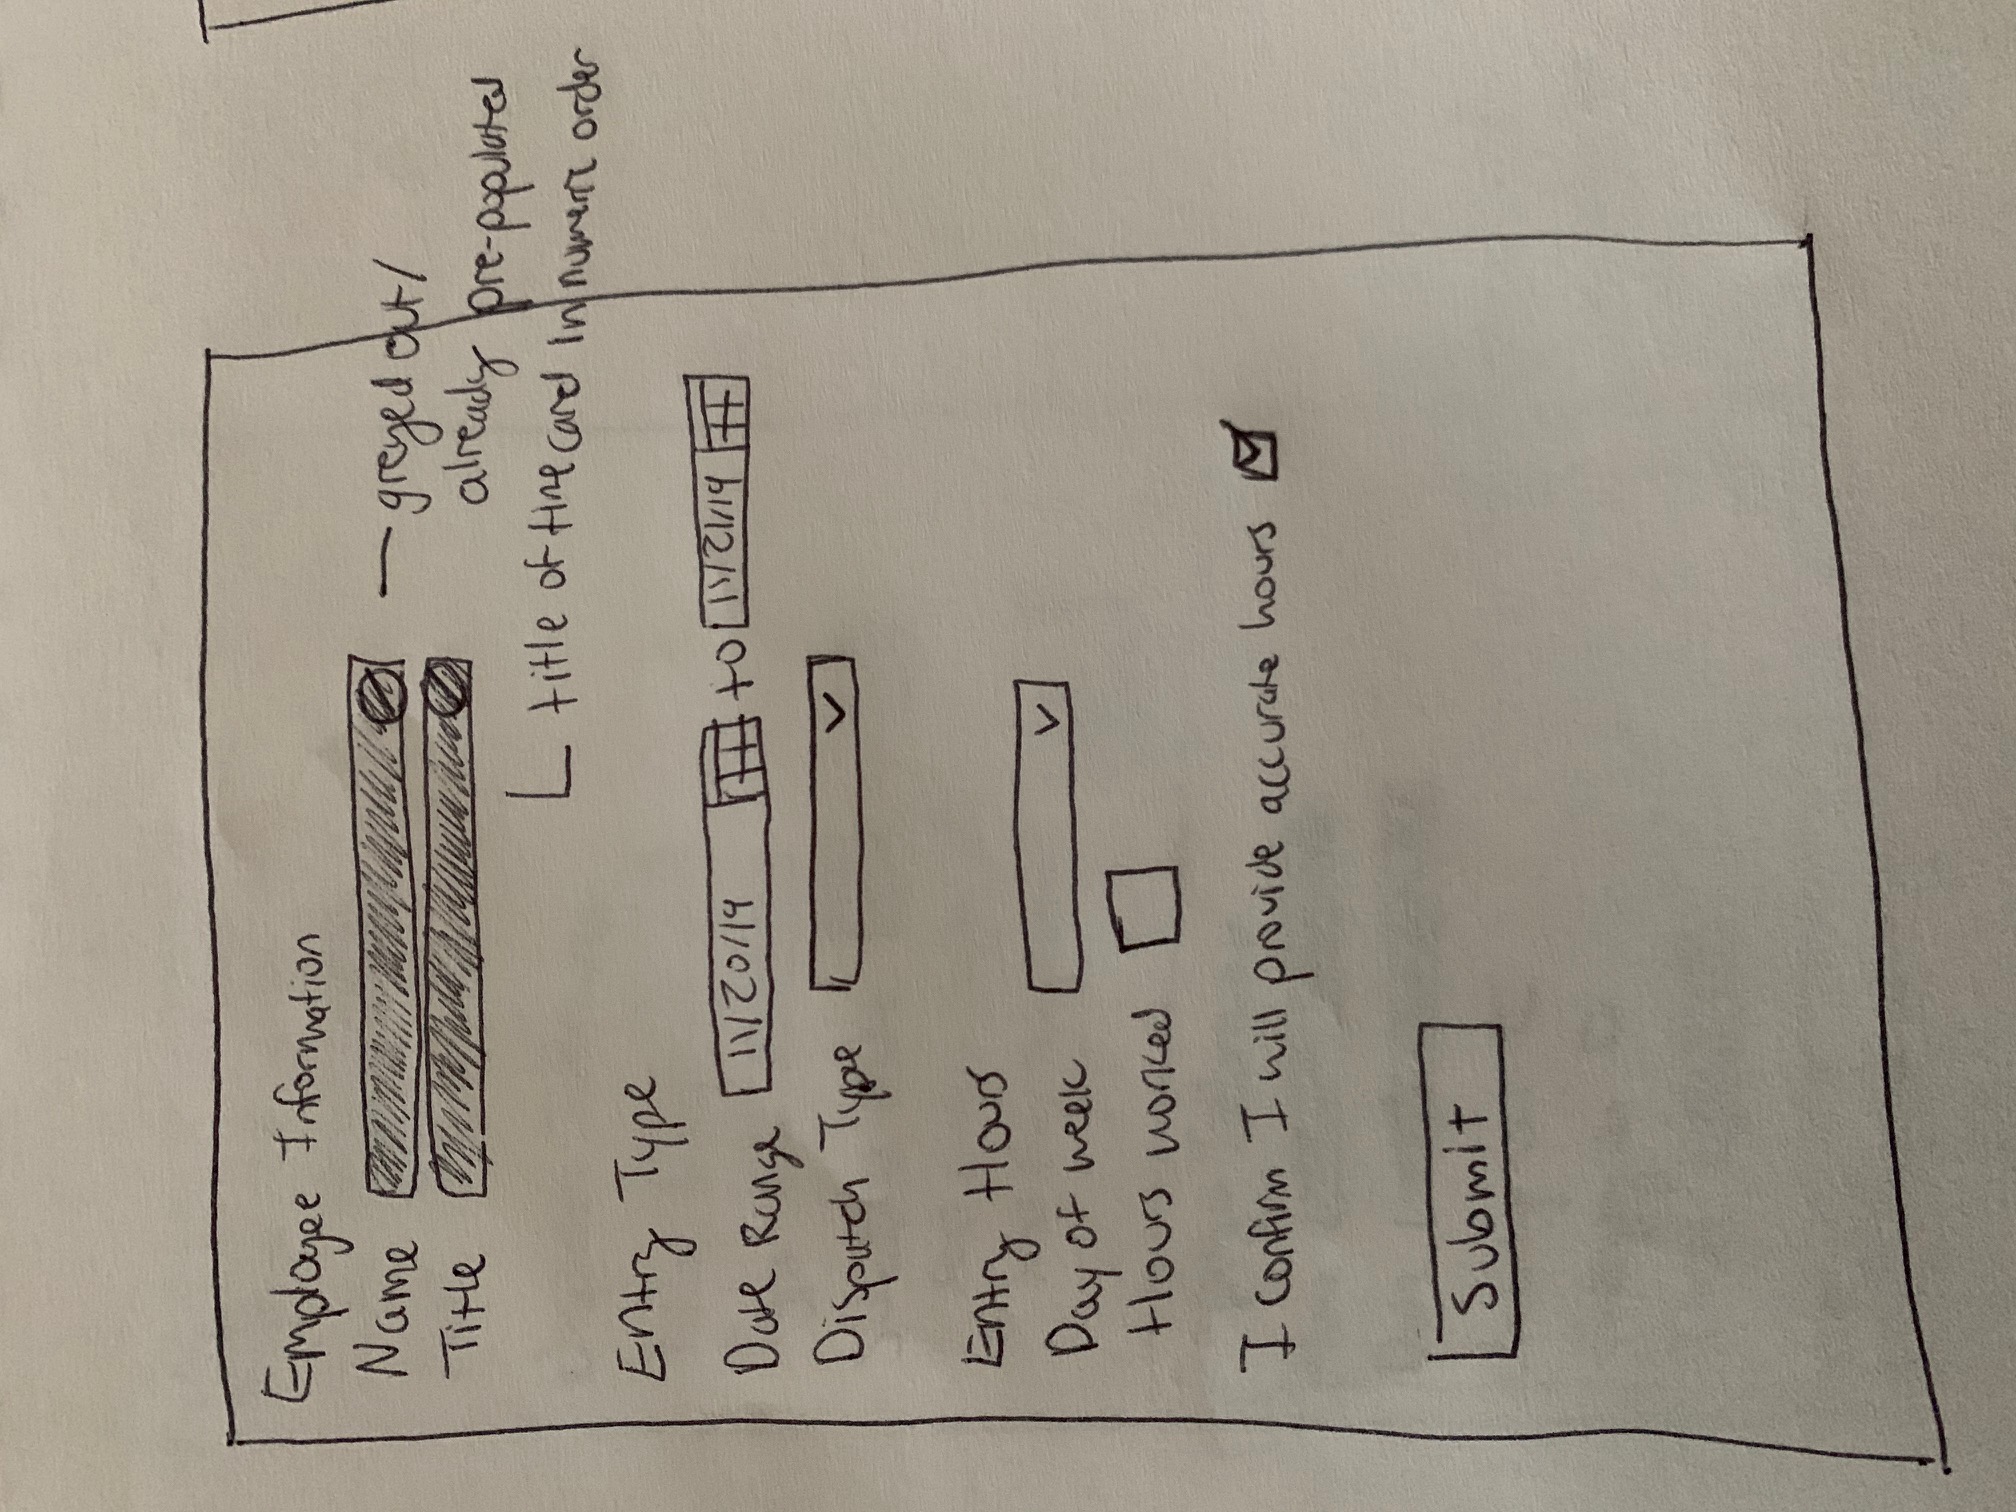 Employee Information
Name
— greyed out/
already pre-populated
Title
title of time card in numeric order
Entry Type
Date Range 11/20/19 to 11/21/19
Dispatch Type
Entry Hours
Day of week
Hours worked
I confirm I will provide accurate hours
Submit